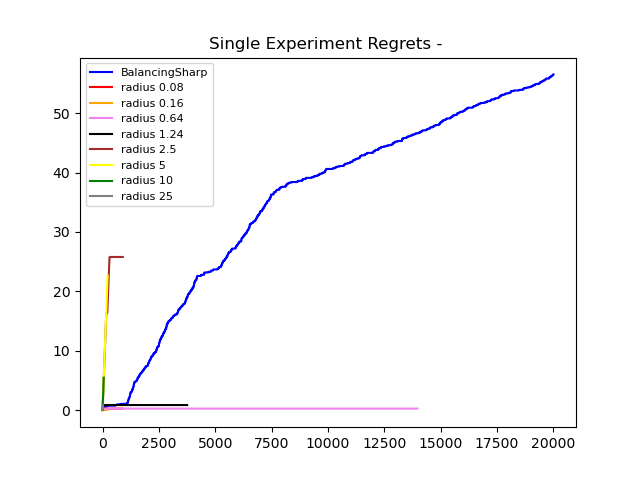 Single Experiment Regrets -
BalancingSharp
radius 0.08
radius 0.16
radius 0.64
radius 1.24
radius 2.5
radius 5
radius 10
radius 25
50
40
30
20
10
0
0 2500 5000 7500 10000 12500 15000 17500 20000